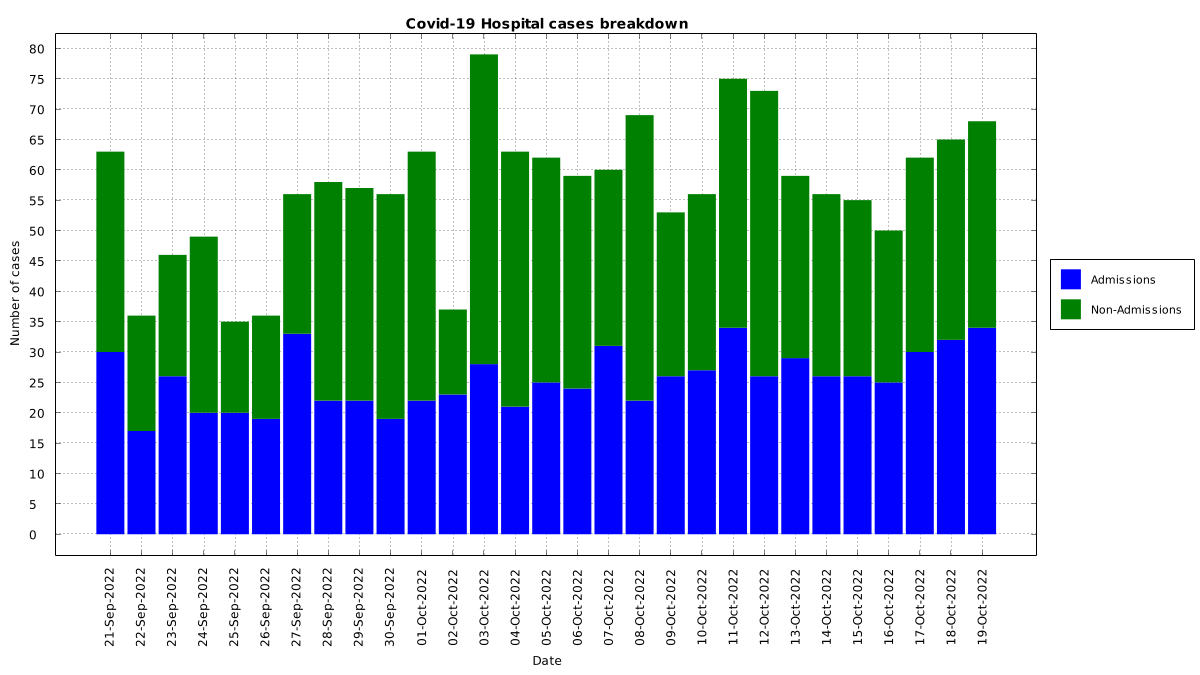 Covid-19 Hospital cases breakdown
80
75
70
65
60
55
50
45
40
35
30
25
20
15
10
5
0
Number of cases
21-Sep-2022
22-Sep-2022
23-Sep-2022
24-Sep-2022
25-Sep-2022
26-Sep-2022
27-Sep-2022
28-Sep-2022
29-Sep-2022
30-Sep-2022
01-Oct-2022
02-Oct-2022
03-Oct-2022
04-Oct-2022
05-Oct-2022
06-Oct-2022
07-Oct-2022
08-Oct-2022
09-Oct-2022
10-Oct-2022
11-Oct-2022
12-Oct-2022
13-Oct-2022
14-Oct-2022
15-Oct-2022
16-Oct-2022
17-Oct-2022
18-Oct-2022
19-Oct-2022
Date
Admissions
Non-Admissions